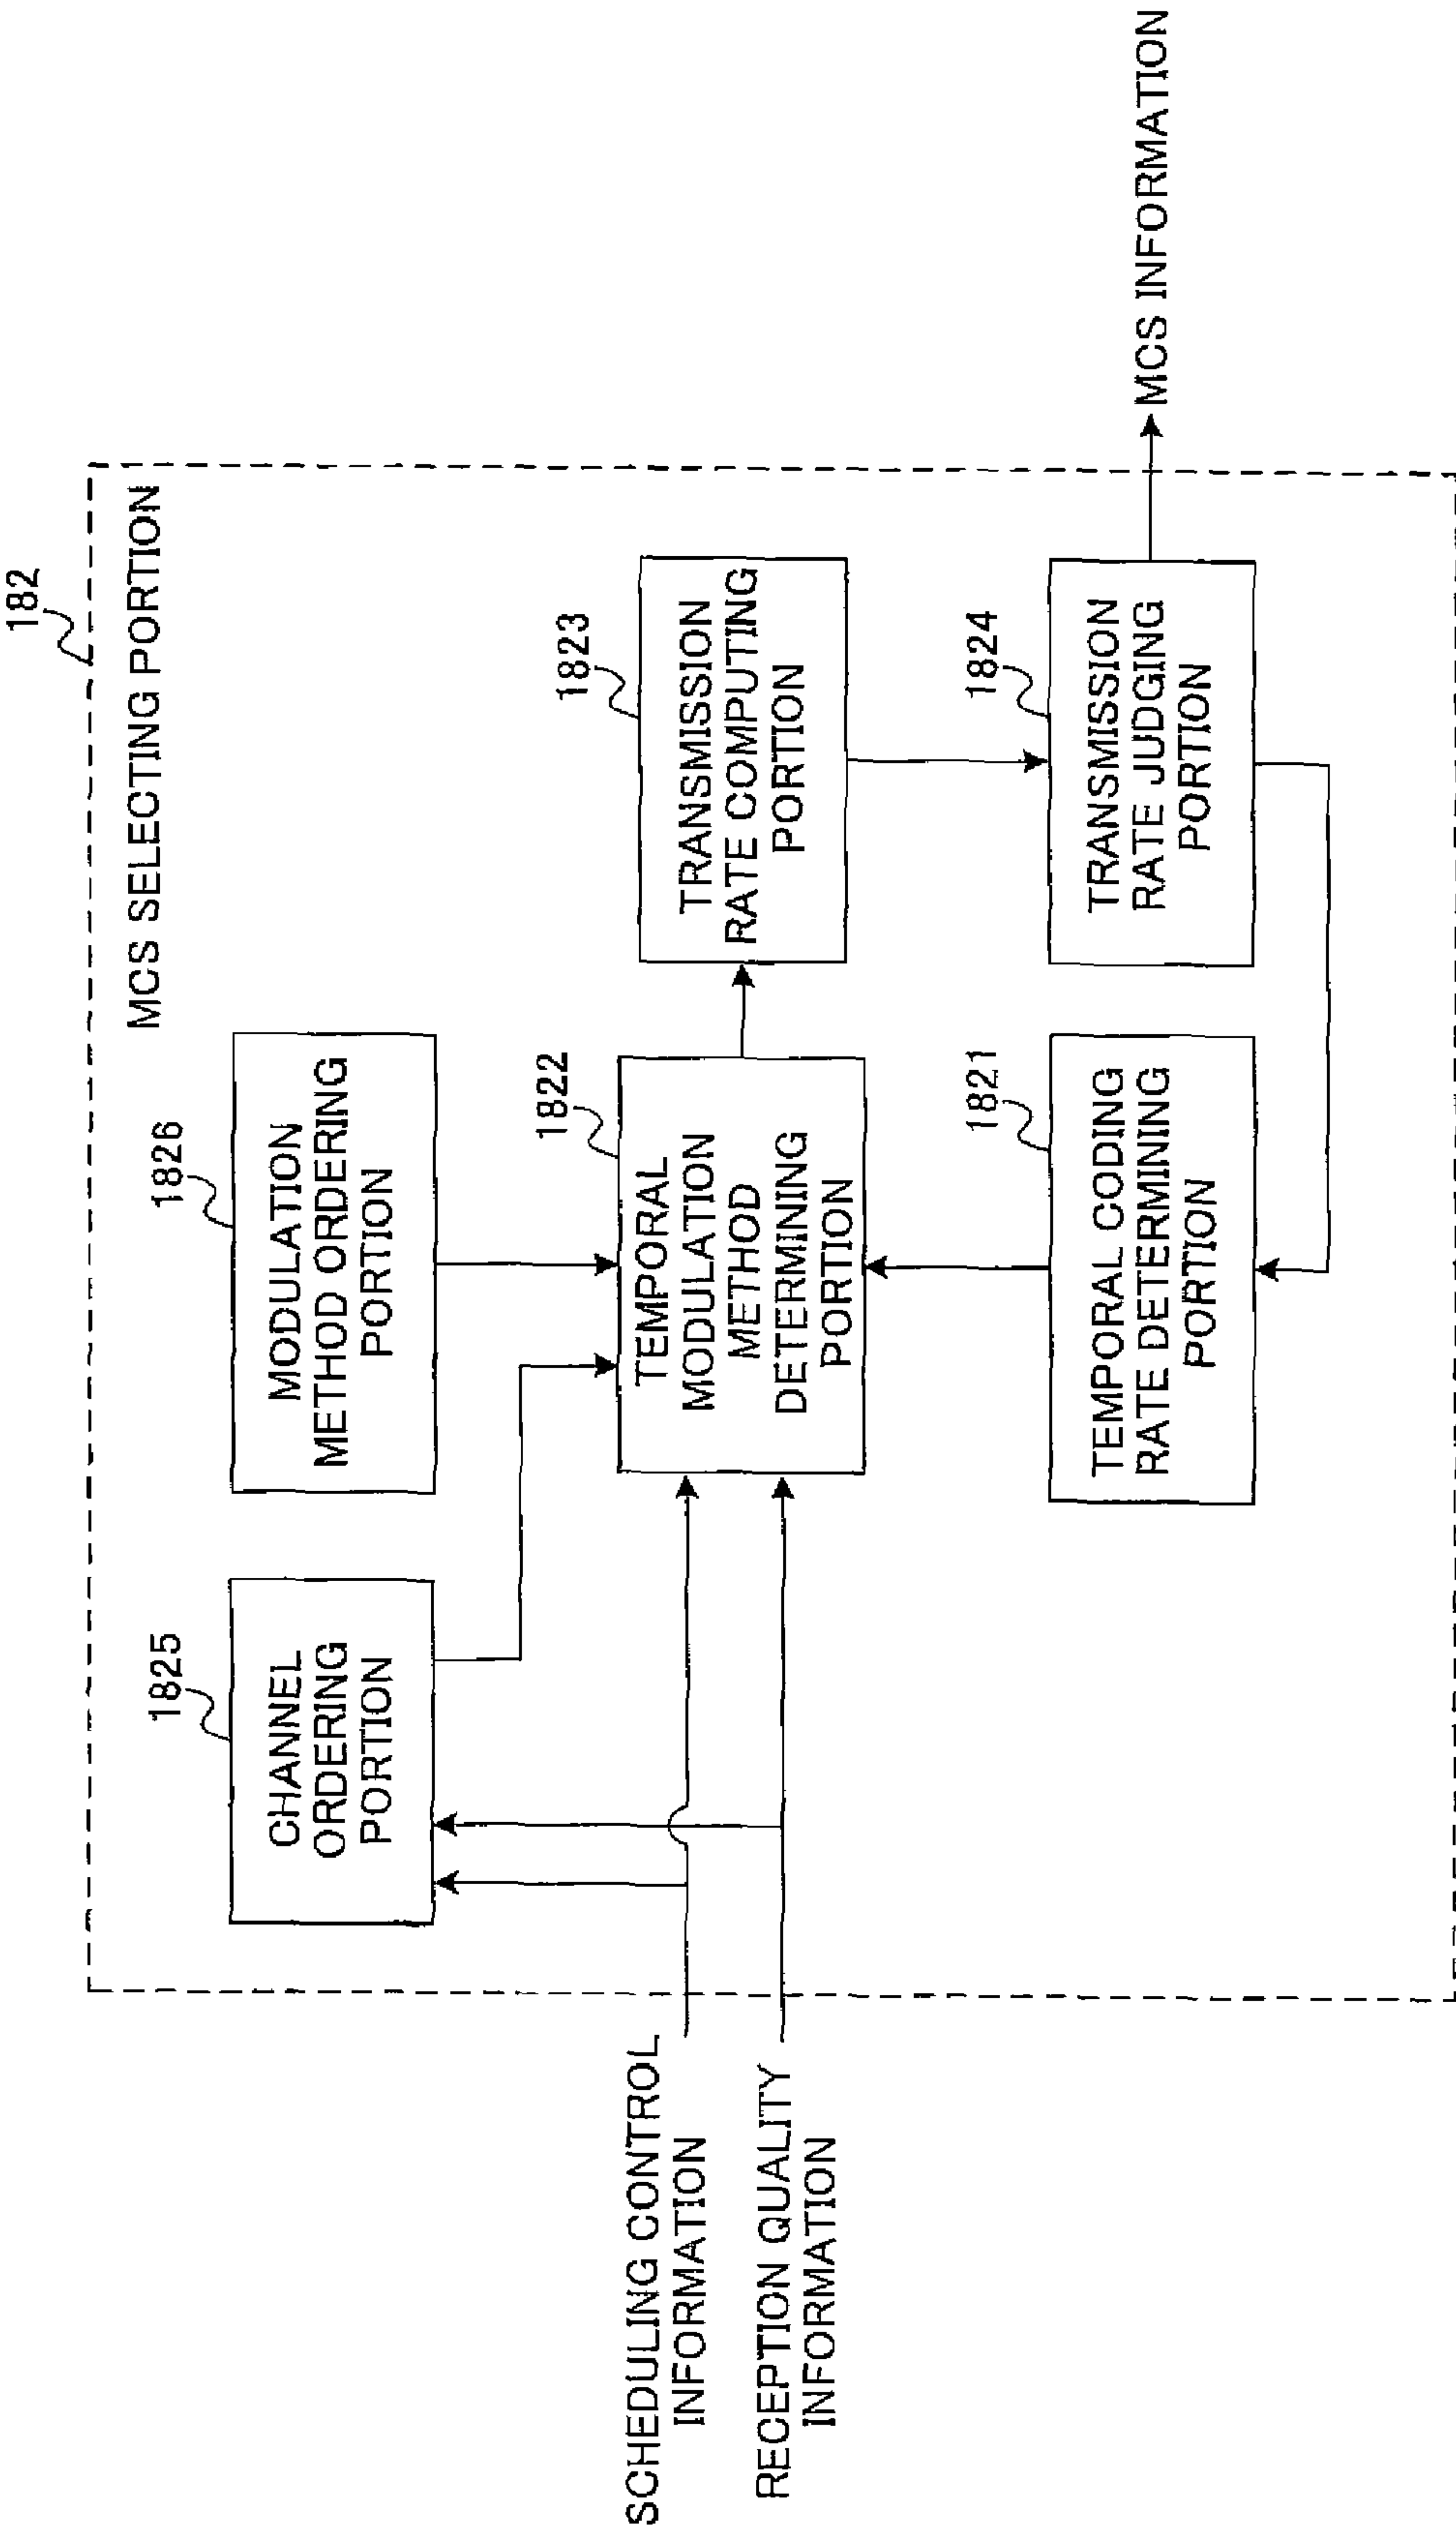 182
MCS SELECTING PORTION
1825
CHANNEL
ORDERING
PORTION
1826
MODULATION
METHOD ORDERING
PORTION
SCHEDULING CONTROL
INFORMATION
RECEPTION QUALITY
INFORMATION
1822
TEMPORAL
MODULATION
METHOD
DETERMINING
PORTION
1823
TRANSMISSION
RATE COMPUTING
PORTION
1821
TEMPORAL CODING
RATE DETERMINING
PORTION
1824
TRANSMISSION
RATE JUDGING
PORTION
MCS INFORMATION